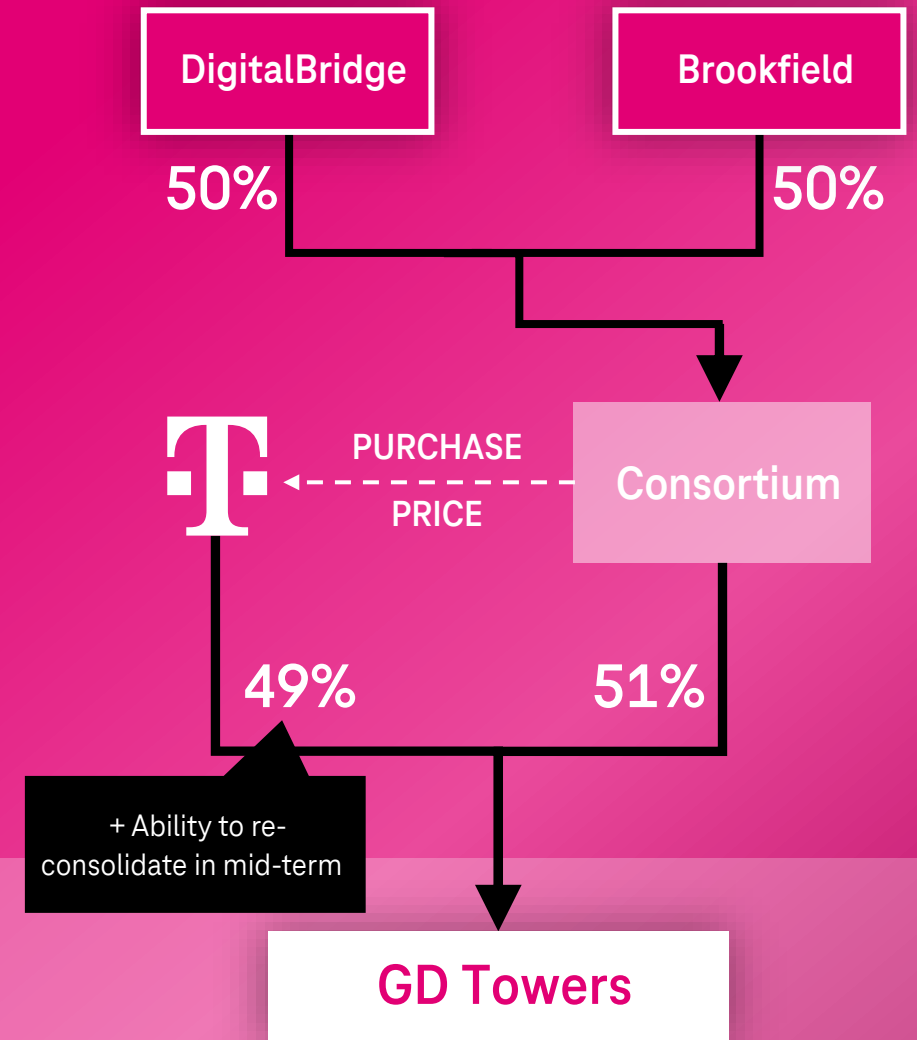 DigitalBridge
Brookfield
50%
50%
T
PURCHASE
PRICE
Consortium
49%
51%
+ Ability to re-
consolidate in mid-term
GD Towers